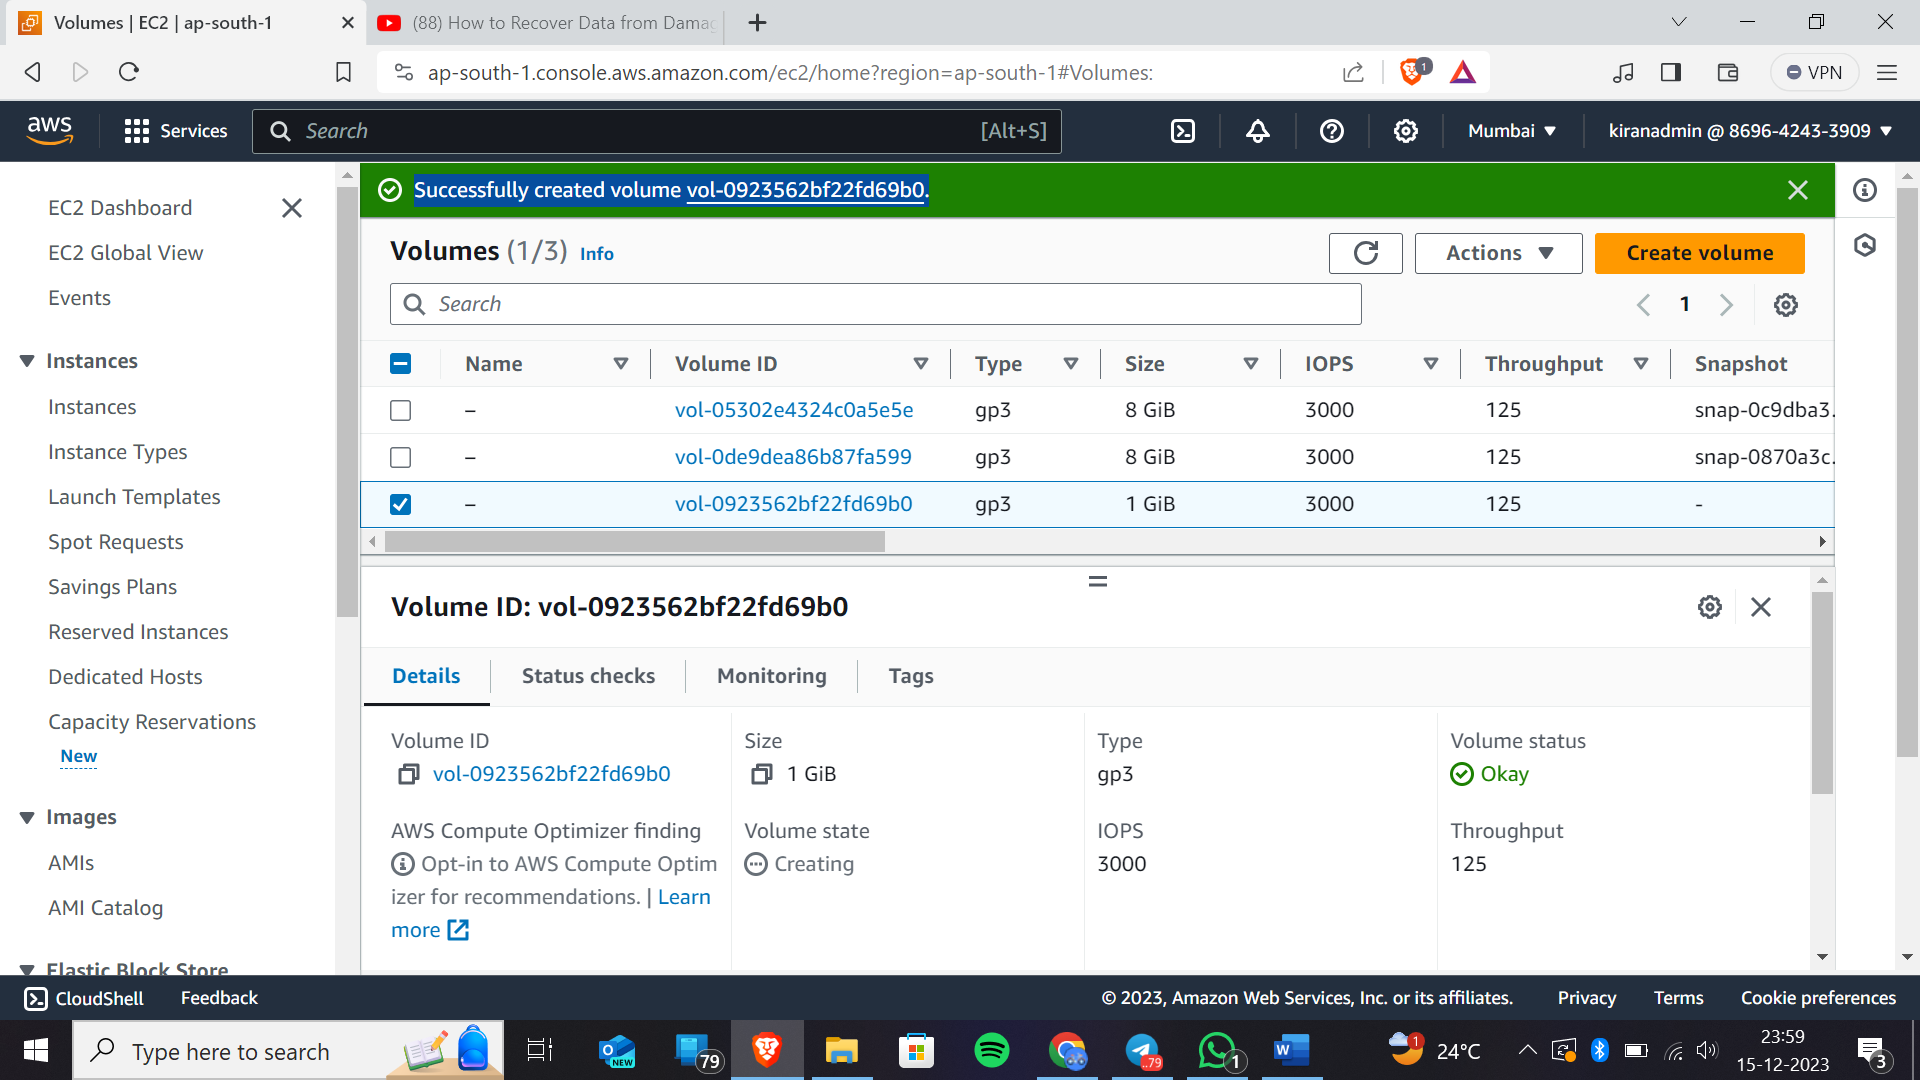 Volumes | EC2 | ap-south-1
(88) How to Recover Data from Damag
ap-south-1.console.aws.amazon.com/ec2/home?region=ap-south-1#Volumes:
1
VPN
aws
Services
Search
[Alt+S]
Mumbai
kiranadmin @ 8696-4243-3909
EC2 Dashboard
EC2 Global View
Events
Instances
Instances
Instance Types
Launch Templates
Spot Requests
Savings Plans
Reserved Instances
Dedicated Hosts
Capacity Reservations
New
Images
AMIs
AMI Catalog
Elastic Block Store
Successfully created volume vol-0923562bf22fd69b0.
Volumes (1/3) Info
Actions
Create volume
Search
1
Name Volume ID Type Size IOPS Throughput Snapshot
– vol-05302e4324c0a5e5e gp3 8 GiB 3000 125 snap-0c9dba3.
– vol-0de9dea86b87fa599 gp3 8 GiB 3000 125 snap-0870a3c.
– vol-0923562bf22fd69b0 gp3 1 GiB 3000 125 -
Volume ID: vol-0923562bf22fd69b0
Details Status checks Monitoring Tags
Volume ID
vol-0923562bf22fd69b0
Size
1 GiB
Type
gp3
Volume status
Okay
AWS Compute Optimizer finding
Opt-in to AWS Compute Optim
izer for recommendations. | Learn
more
Volume state
Creating
IOPS
3000
Throughput
125
CloudShell
Feedback
© 2023, Amazon Web Services, Inc. or its affiliates.
Privacy
Terms
Cookie preferences
Type here to search
NEW
79
..79
1
W
1
24°C
23:59
15-12-2023
3